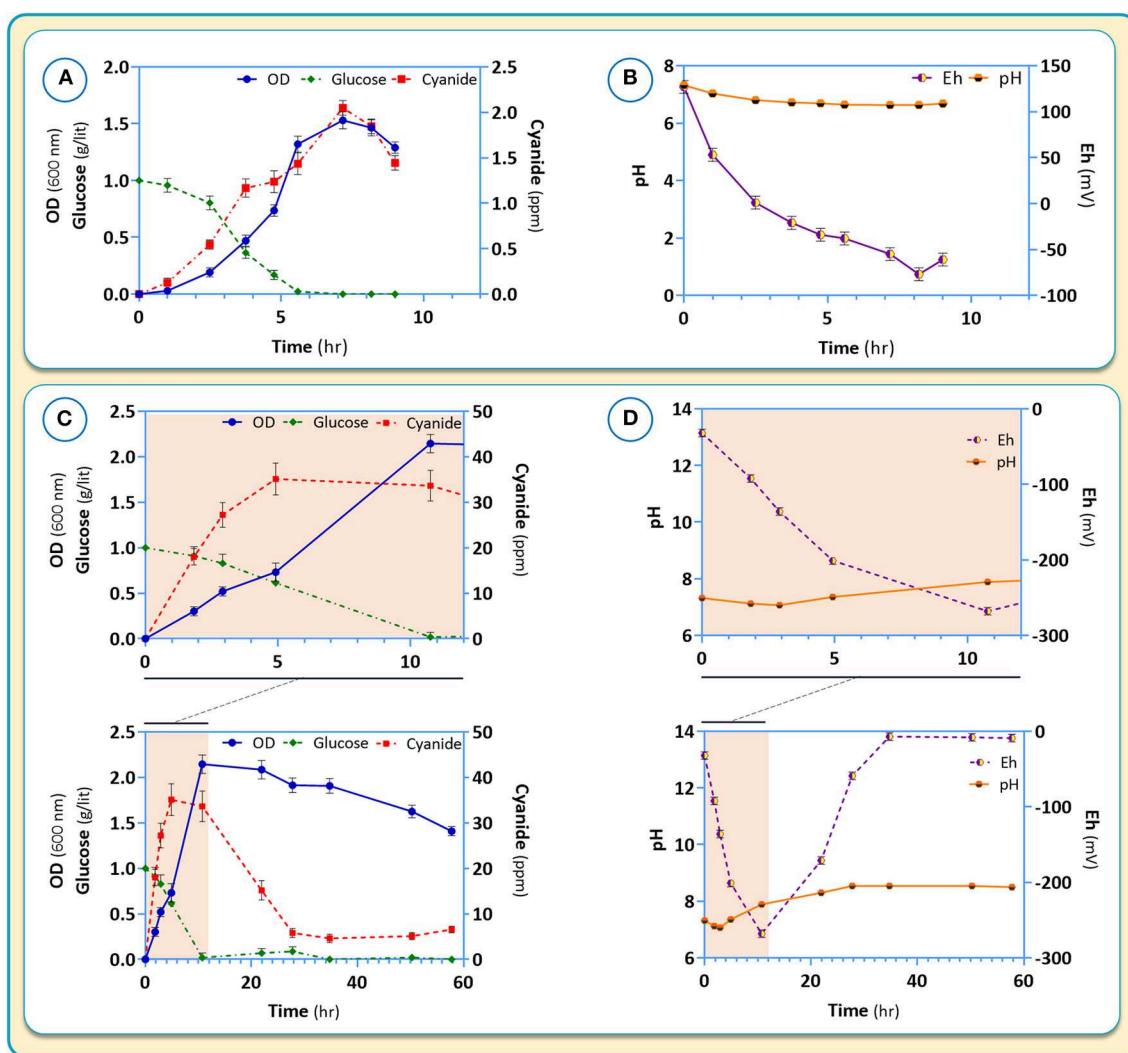 A
OD Glucose Cyanide
OD (600 nm)
Glucose (g/lit)
2.0
1.5
1.0
0.5
0.0
2.5
2.0
1.5
1.0
0.5
0.0
Cyanide (ppm)
0 5 10
Time (hr)
B
Eh pH
pH
8
6
4
2
0
150
100
50
0
-50
-100
Eh (mV)
0 5 10
Time (hr)
C
OD Glucose Cyanide
OD (600 nm)
Glucose (g/lit)
2.5
2.0
1.5
1.0
0.5
0.0
50
40
30
20
10
0
Cyanide (ppm)
0 5 10
D
Eh
pH
pH
14
12
10
8
6
0
-100
-200
-300
Eh (mV)
0 5 10
OD Glucose Cyanide
OD (600 nm)
Glucose (g/lit)
2.5
2.0
1.5
1.0
0.5
0.0
50
40
30
20
10
0
Cyanide (ppm)
0 20 40 60
Time (hr)
Eh
pH
pH
14
12
10
8
6
0
-100
-200
-300
Eh (mV)
0 20 40 60
Time (hr)